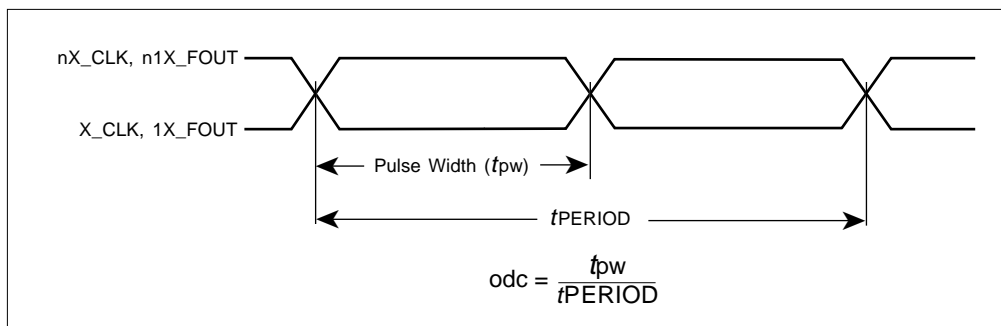 nX_CLK, n1X_FOUT
X_CLK, 1X_FOUT
Pulse Width (tpw)
tPERIOD
odc = tpw
tPERIOD